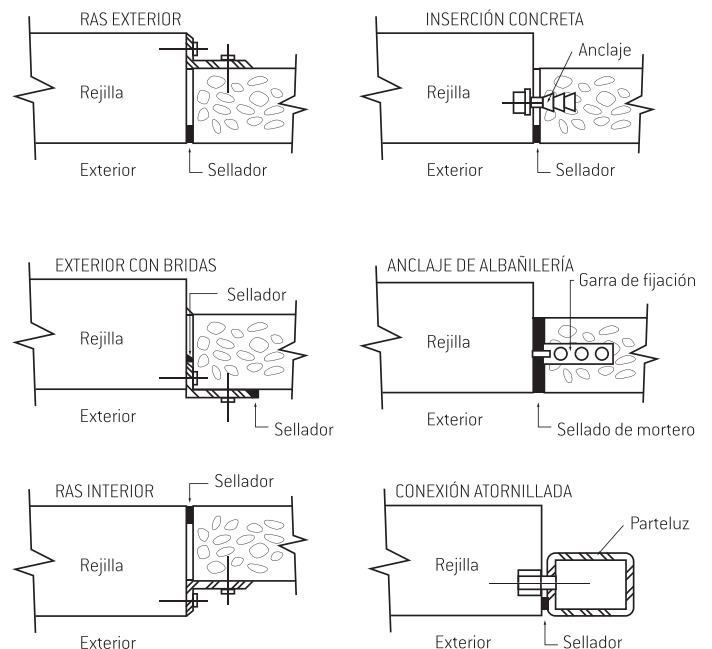 RAS EXTERIOR
Rejilla
Exterior
Sellador
INSERCIÓN CONCRETA
Anclaje
Rejilla
Exterior
Sellador
EXTERIOR CON BRIDAS
Sellador
Rejilla
Exterior
Sellador
ANCLAJE DE ALBAÑILERÍA
Garra de fijación
Rejilla
Exterior
Sellado de mortero
RAS INTERIOR
Sellador
Rejilla
Exterior
CONEXIÓN ATORNILLADA
Parteluz
Rejilla
Exterior
Sellador